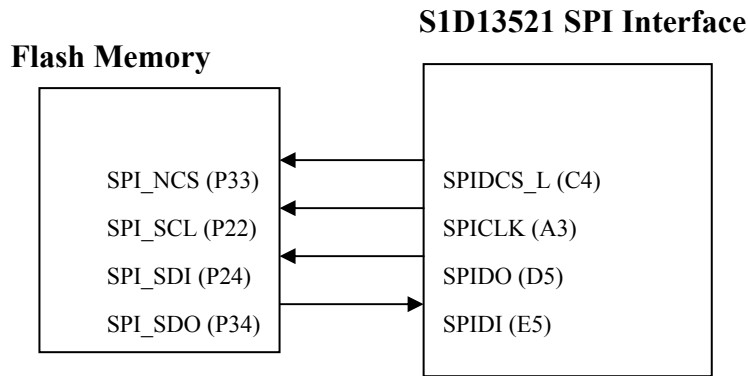 S1D13521 SPI Interface
Flash Memory
SPI_NCS (P33)
SPIDCS_L (C4)
SPI_SCL (P22)
SPICLK (A3)
SPI_SDI (P24)
SPIDO (D5)
SPI_SDO (P34)
SPIDI (E5)